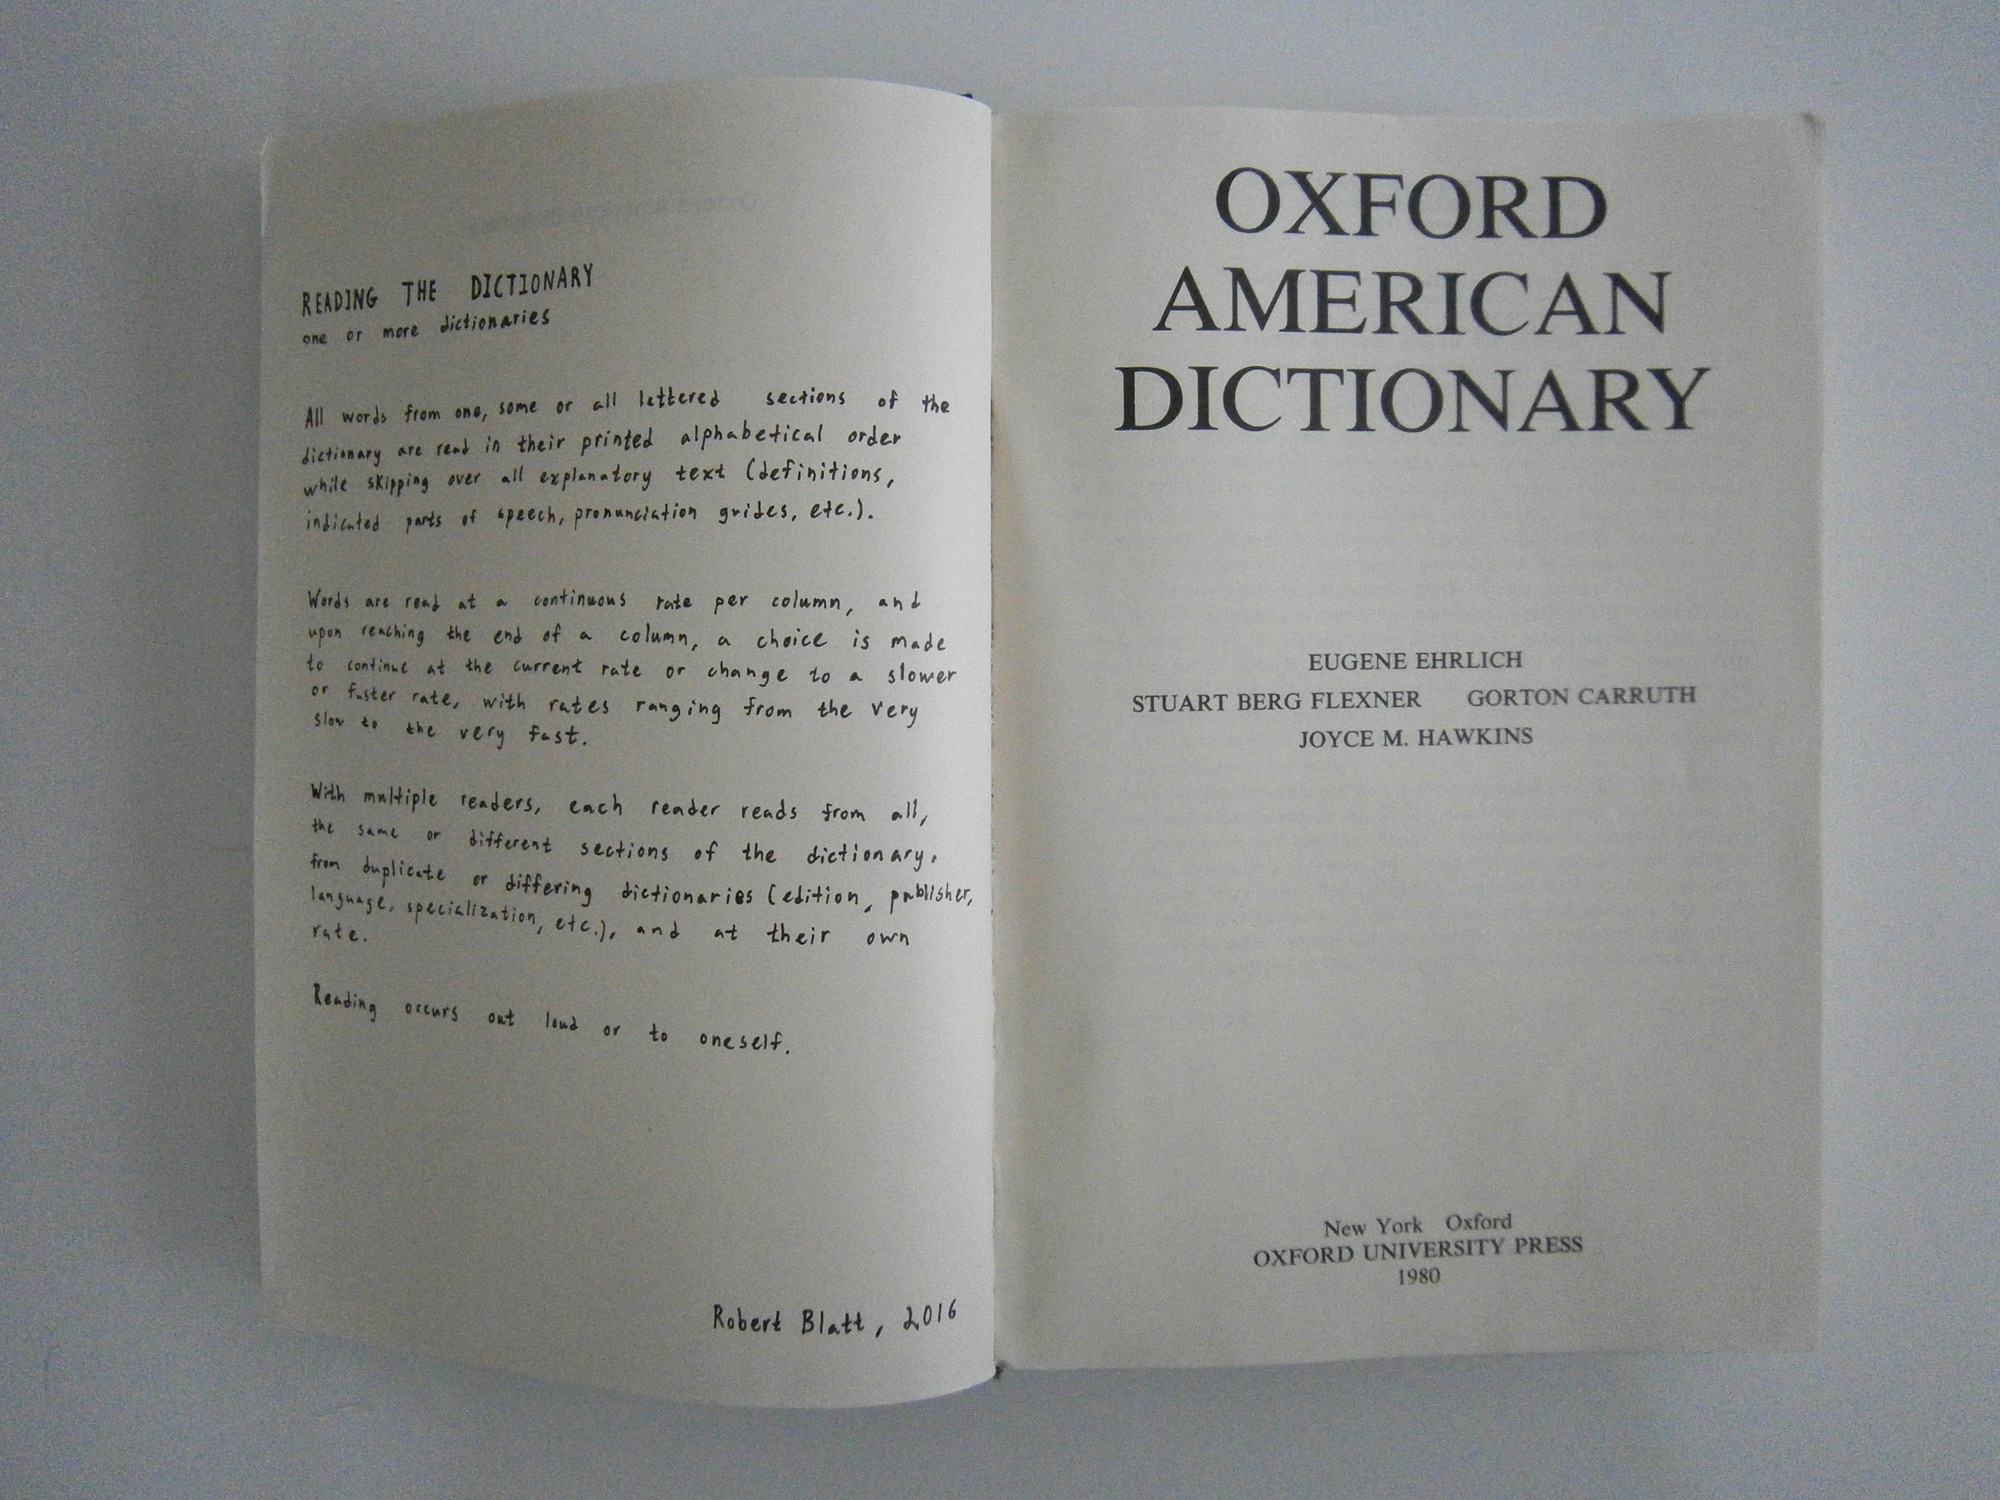 READING THE DICTIONARY
one or more dictionaries
All words from one, some or all lettered sections of the
dictionary are read in their printed alphabetical order
while skipping over all explanatory text (definitions,
indicated parts of speech, pronunciation guides, etc.).
Words are read at a continuous rate per column, and
upon reaching the end of a column, a choice is made
to continue at the current rate or change to a slower
or faster rate, with rates ranging from the very
slow to the very fast.
With multiple readers, each reader reads from all,
the same or different sections of the dictionary,
from duplicate or differing dictionaries (edition, publisher,
language, specialization, etc.), and at their own
rate.
Reading occurs out loud or to oneself.
Robert Blatt, 2016
OXFORD
AMERICAN
DICTIONARY
EUGENE EHRLICH
STUART BERG FLEXNER GORTON CARRUTH
JOYCE M. HAWKINS
New York Oxford
OXFORD UNIVERSITY PRESS
1980